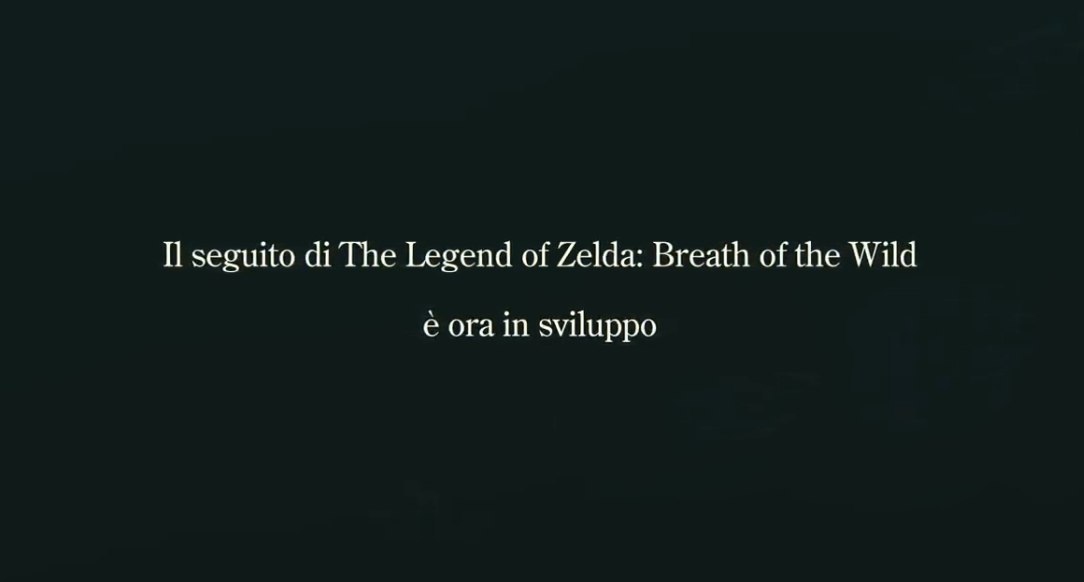 Il seguito di The Legend of Zelda: Breath of the Wild
è ora in sviluppo